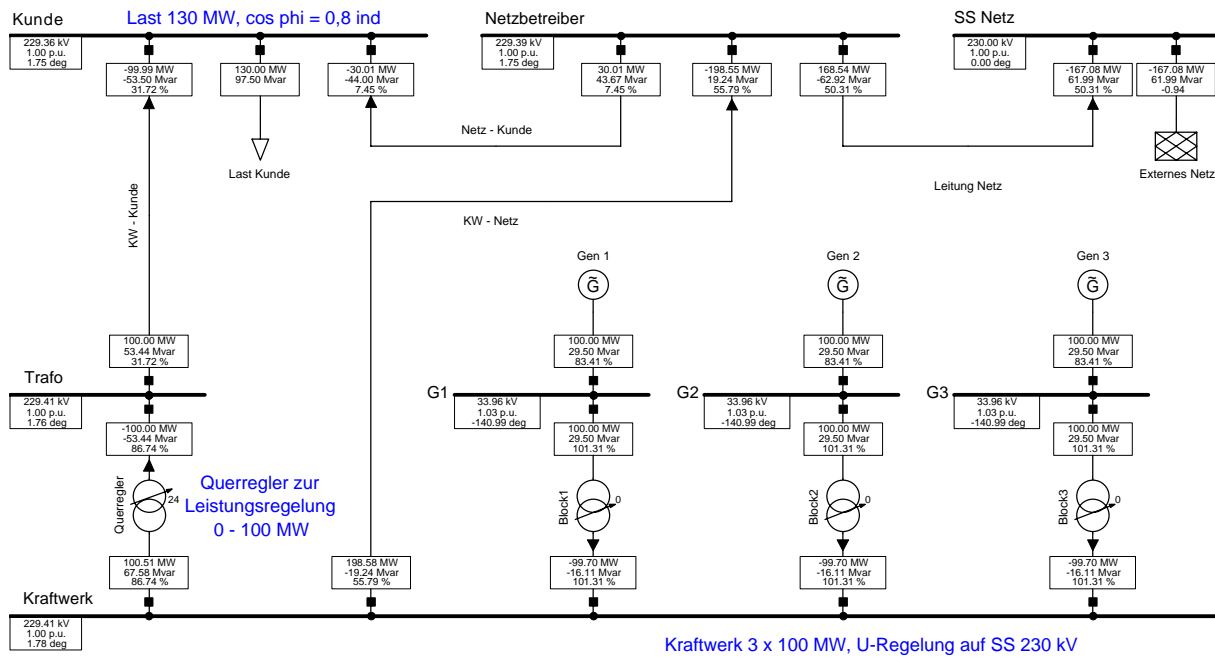 Kunde
Last 130 MW, cos phi = 0,8 ind
Netzbetreiber
SS Netz
229.36 kV
1.00 p.u.
1.75 deg
229.39 kV
1.00 p.u.
1.75 deg
230.00 kV
1.00 p.u.
0.00 deg
-99.99 MW
-53.50 Mvar
31.72 %
130.00 MW
97.50 Mvar
-30.01 MW
-44.00 Mvar
7.45 %
30.01 MW
43.67 Mvar
7.45 %
-198.55 MW
19.24 Mvar
55.79 %
168.54 MW
-62.92 Mvar
50.31 %
-167.08 MW
61.99 Mvar
50.31 %
-167.08 MW
61.99 Mvar
-0.94
Netz - Kunde
Last Kunde
Externes Netz
Leitung Netz
KW - Kunde
KW - Netz
Gen 1
Gen 2
Gen 3
G̃
G̃
G̃
100.00 MW
53.44 Mvar
31.72 %
100.00 MW
29.50 Mvar
83.41 %
100.00 MW
29.50 Mvar
83.41 %
100.00 MW
29.50 Mvar
83.41 %
Trafo
G1
G2
G3
229.41 kV
1.00 p.u.
1.76 deg
33.96 kV
1.03 p.u.
-140.99 deg
33.96 kV
1.03 p.u.
-140.99 deg
33.96 kV
1.03 p.u.
-140.99 deg
-100.00 MW
-53.44 Mvar
86.74 %
100.00 MW
29.50 Mvar
101.31 %
100.00 MW
29.50 Mvar
101.31 %
100.00 MW
29.50 Mvar
101.31 %
Querregler
24
Querregler zur
Leistungsregelung
0 - 100 MW
Block1
0
Block2
0
Block3
0
100.51 MW
67.58 Mvar
86.74 %
198.58 MW
-19.24 Mvar
55.79 %
-99.70 MW
-16.11 Mvar
101.31 %
-99.70 MW
-16.11 Mvar
101.31 %
-99.70 MW
-16.11 Mvar
101.31 %
Kraftwerk
229.41 kV
1.00 p.u.
1.78 deg
Kraftwerk 3 x 100 MW, U-Regelung auf SS 230 kV